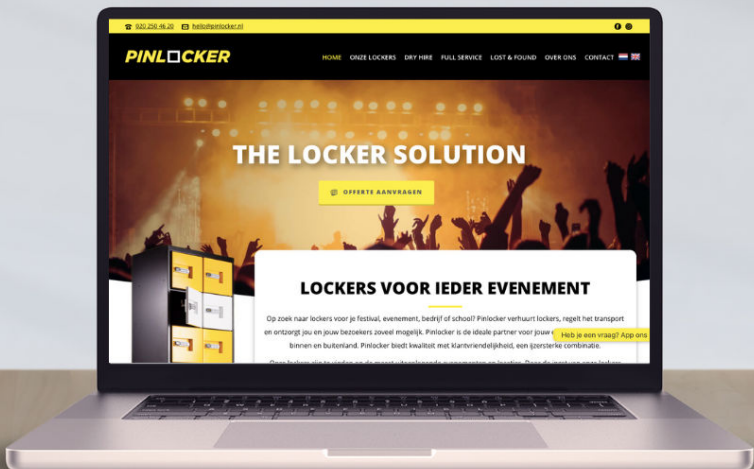 020 250 46 20 hello@pinlocker.nl
PINLOCKER
HOME ONZE LOCKERS DRY HIRE FULL SERVICE LOST & FOUND OVER ONS CONTACT
THE LOCKER SOLUTION
OFFERTE AANVRAGEN
LOCKERS VOOR IEDER EVENEMENT
Op zoek naar lockers voor je festival, evenement, bedrijf of school? Pinlocker verhuurt lockers, regelt het transport
en ontzorgt jou en jouw bezoekers zoveel mogelijk. Pinlocker is de ideale partner voor jouw
Heb je een vraag? App ons
binnen en buitenland. Pinlocker biedt kwaliteit met klantvriendelijkheid, een ijzersterke combinatie.